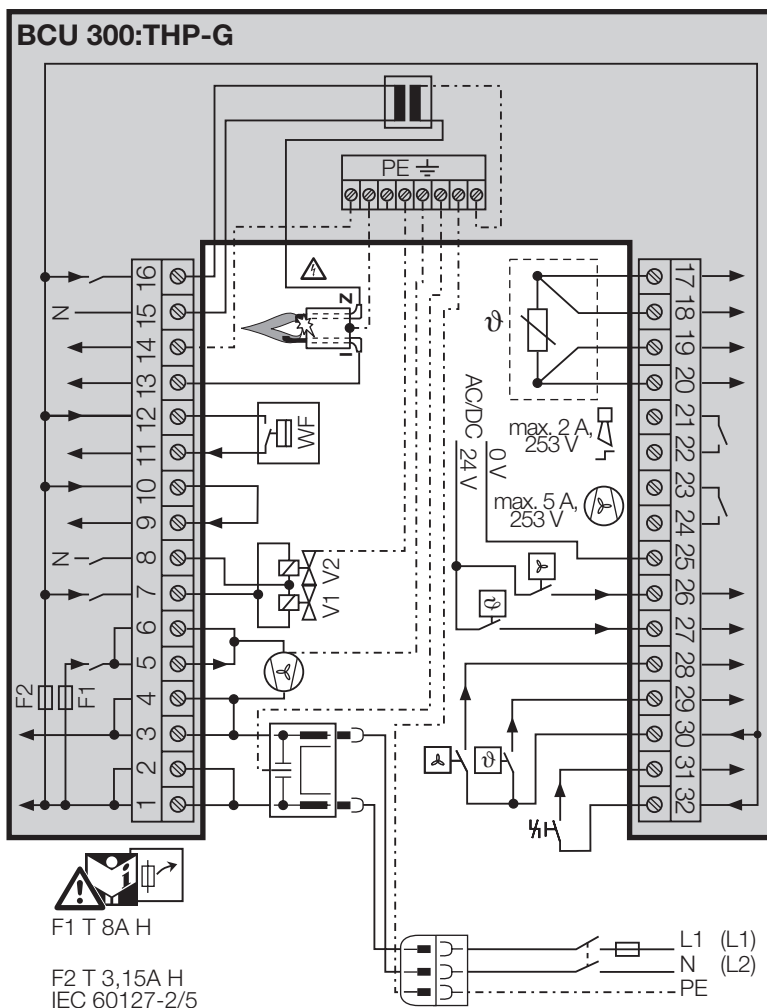 BCU 300:THP-G
PE
16
N
15
14
13
12
11
10
9
N
8
7
6
5
4
3
2
1
F2
F1
Z
I
WF
V2
V1
ϑ
AC/DC
24 V
0 V
max. 2 A,
253 V
max. 5 A,
253 V
ϑ
ϑ
17
18
19
20
21
22
23
24
25
26
27
28
29
30
31
32
i
F1 T 8A H
F2 T 3,15A H
IEC 60127-2/5
L1 (L1)
N (L2)
PE